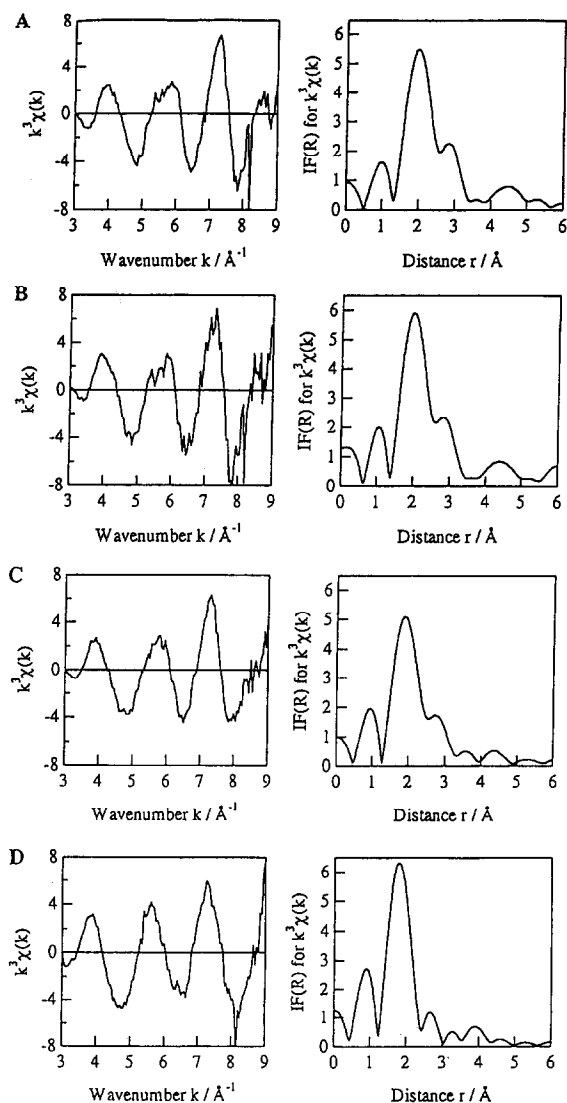 A
8
4
0
-4
-8
k³χ(k)
3 4 5 6 7 8 9
Wavenumber k / Å⁻¹
6
5
4
3
2
1
0
IF(R) for k³χ(k)
0 1 2 3 4 5 6
Distance r / Å
B
8
4
0
-4
-8
k³χ(k)
3 4 5 6 7 8 9
Wavenumber k / Å⁻¹
6
5
4
3
2
1
0
IF(R) for k³χ(k)
0 1 2 3 4 5 6
Distance r / Å
C
8
4
0
-4
-8
k³χ(k)
3 4 5 6 7 8 9
Wavenumber k / Å⁻¹
6
5
4
3
2
1
0
IF(R) for k³χ(k)
0 1 2 3 4 5 6
Distance r / Å
D
8
4
0
-4
-8
k³χ(k)
3 4 5 6 7 8 9
Wavenumber k / Å⁻¹
6
5
4
3
2
1
0
IF(R) for k³χ(k)
0 1 2 3 4 5 6
Distance r / Å